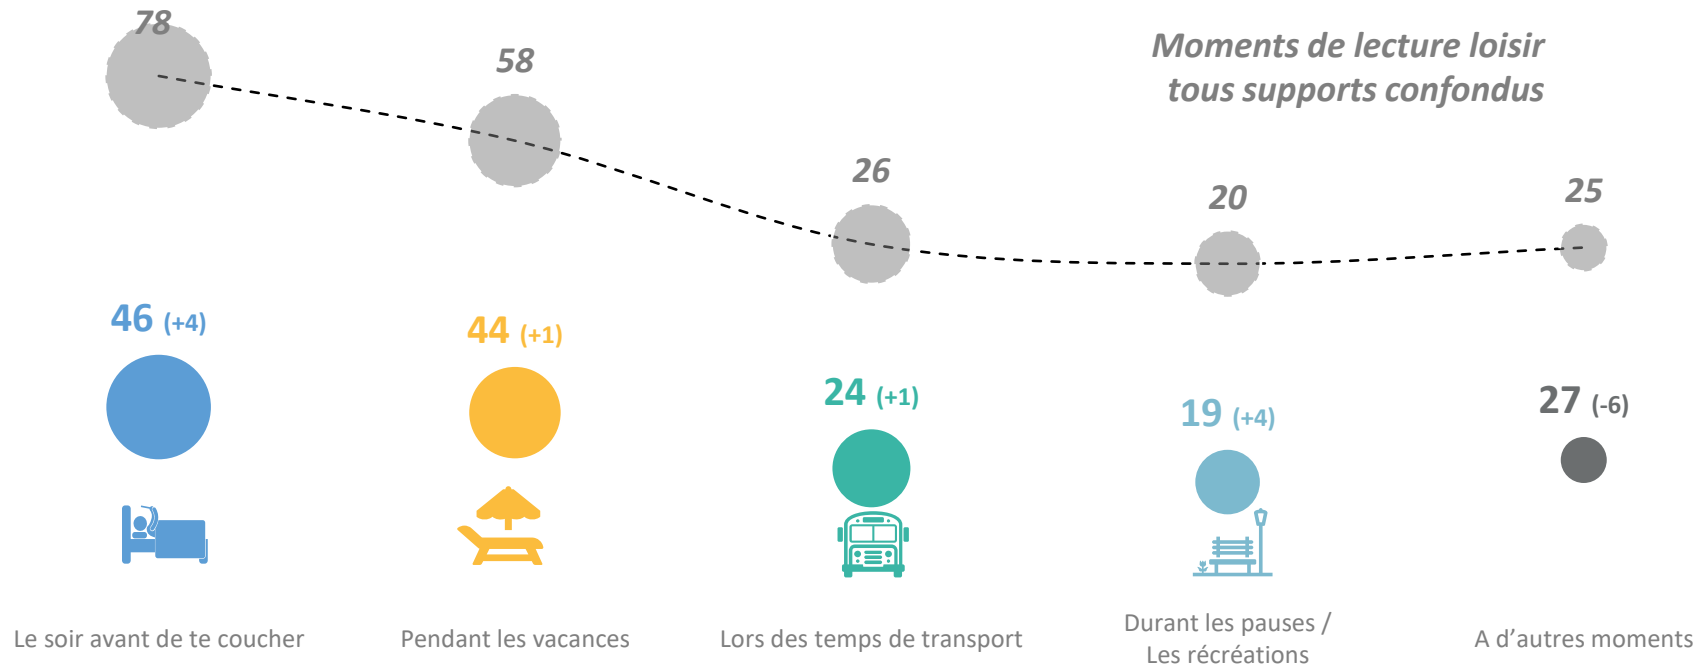 78
58
Moments de lecture loisir
tous supports confondus
26
20
25
46 (+4)
44 (+1)
24 (+1)
19 (+4)
27 (-6)
Le soir avant de te coucher
Pendant les vacances
Lors des temps de transport
Durant les pauses /
Les récréations
A d’autres moments